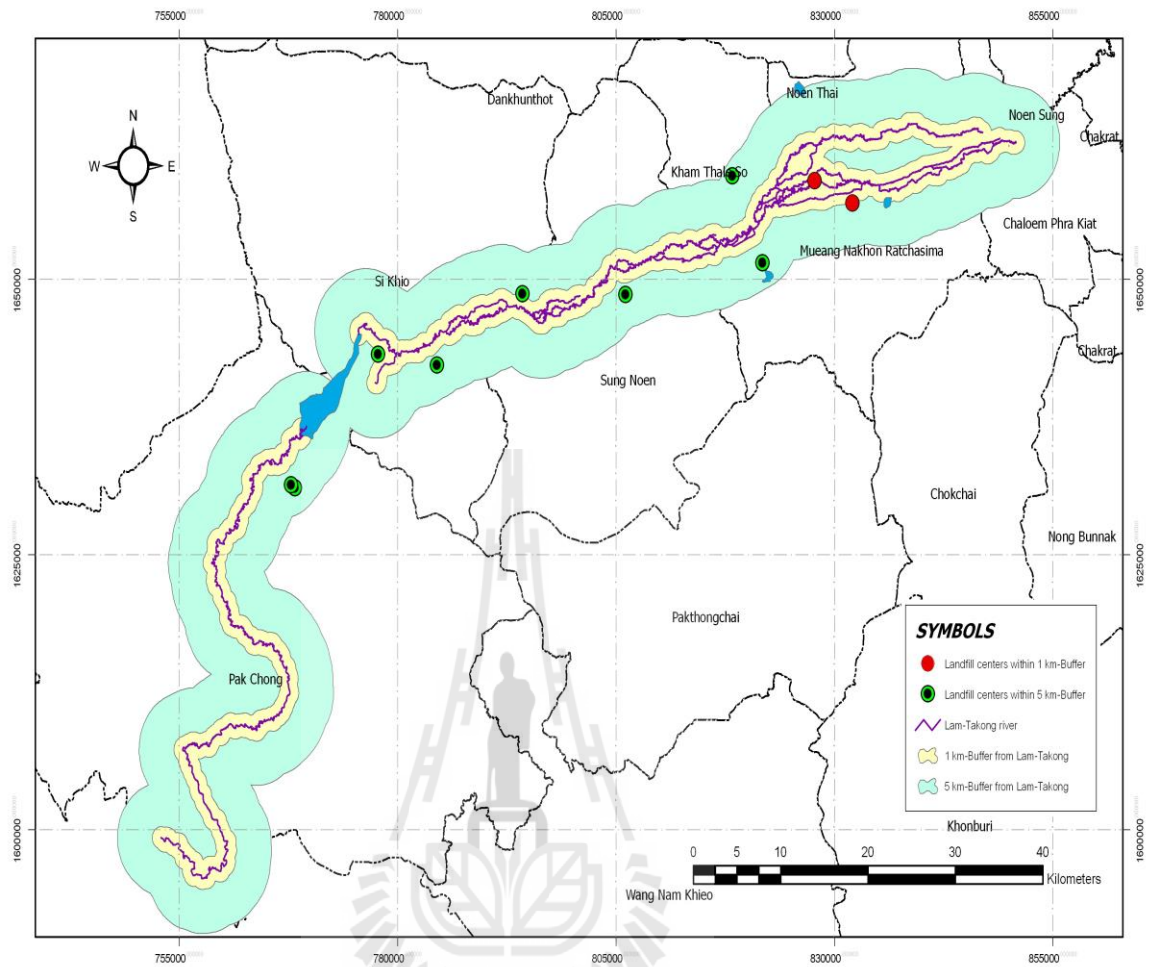 755000 780000 805000 830000 855000
N
W E
S
Dankhunthot
Noen Thai
Noen Sung
Chakrat
Kham Thale So
Chaloem Phra Kiat
Mueang Nakhon Ratchasima
Si Khio
1650000 1650000
Chakrat
Sung Noen
Chokchai
Nong Bunnak
1625000 1625000
Pakthongchai
Pak Chong
SYMBOLS
Landfill centers within 1 km-Buffer
Landfill centers within 5 km-Buffer
Lam-Takong river
1 km-Buffer from Lam-Takong
5 km-Buffer from Lam-Takong
Khonburi
1600000 1600000
0 5 10 20 30 40
Kilometers
Wang Nam Khieo
755000 780000 805000 830000 855000